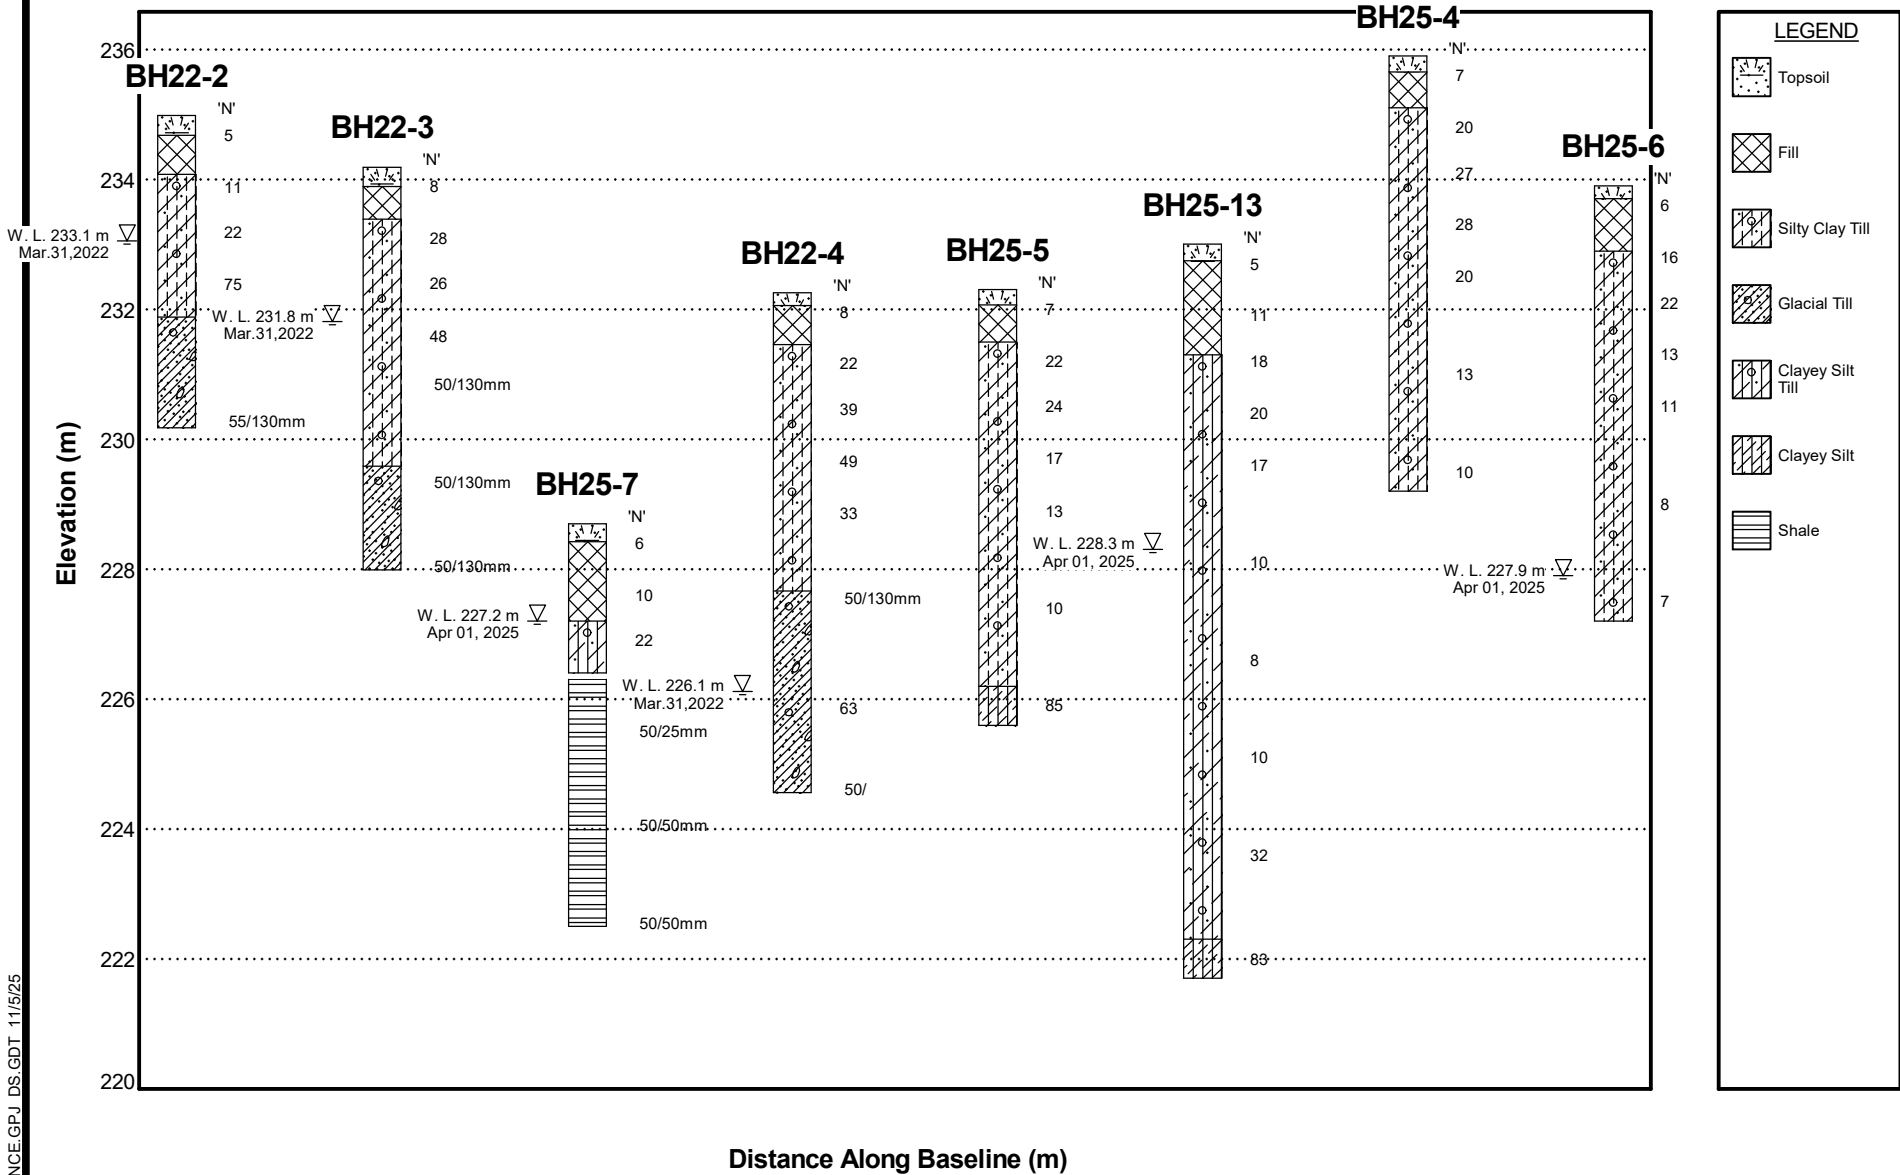 BH25-4
LEGEND
236
'N'
BH22-2
7
Topsoil
'N'
5
BH22-3
20
'N'
BH25-6
Fill
234
11
8
27
'N'
BH25-13
6
W. L. 233.1 m
Mar.31,2022
22
28
'N'
28
Silty Clay Till
BH22-4
BH25-5
5
16
75
26
'N'
'N'
20
232
8
7
22
Glacial Till
W. L. 231.8 m
Mar.31,2022
11
48
22
22
18
13
50/130mm
13
Clayey Silt
Till
39
24
20
11
55/130mm
230
49
17
17
10
Clayey Silt
50/130mm
BH25-7
33
13
8
'N'
6
W. L. 228.3 m
Apr 01, 2025
Shale
228
50/130mm
10
W. L. 227.9 m
Apr 01, 2025
10
50/130mm
10
7
W. L. 227.2 m
Apr 01, 2025
22
8
226
W. L. 226.1 m
Mar.31,2022
63
85
50/25mm
10
50/
224
50/50mm
32
50/50mm
222
83
220
Elevation (m)
Distance Along Baseline (m)
NCE.GPJ DS.GDT 11/5/25